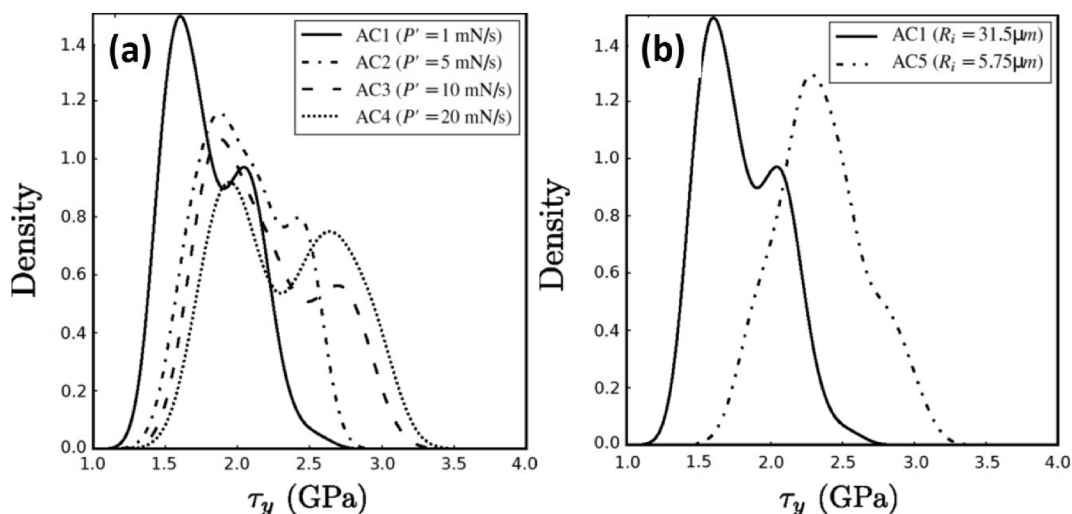 (a)
AC1 (P′ = 1 mN/s)
AC2 (P′ = 5 mN/s)
AC3 (P′ = 10 mN/s)
AC4 (P′ = 20 mN/s)
1.4
1.2
1.0
0.8
0.6
0.4
0.2
0.0
Density
1.0 1.5 2.0 2.5 3.0 3.5 4.0
τy (GPa)
(b)
AC1 (Ri = 31.5μm)
AC5 (Ri = 5.75μm)
1.4
1.2
1.0
0.8
0.6
0.4
0.2
0.0
Density
1.0 1.5 2.0 2.5 3.0 3.5 4.0
τy (GPa)